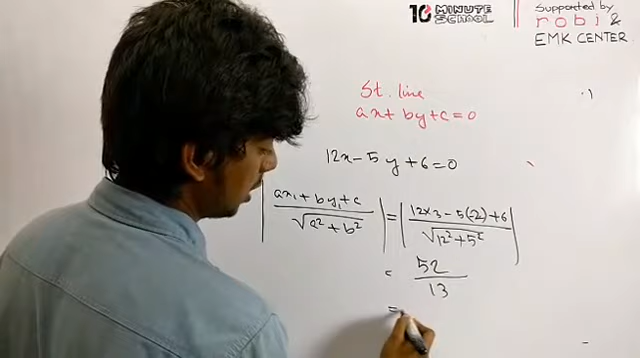 10 MINUTE SCHOOL
Supported by
robi &
EMK CENTER
St. line
ax + by + c = 0
12x - 5y + 6 = 0
|ax₁ + by₁ + c / √a² + b²| = |12×3 - 5(-2) + 6 / √12² + 5²|
= 52 / 13
=